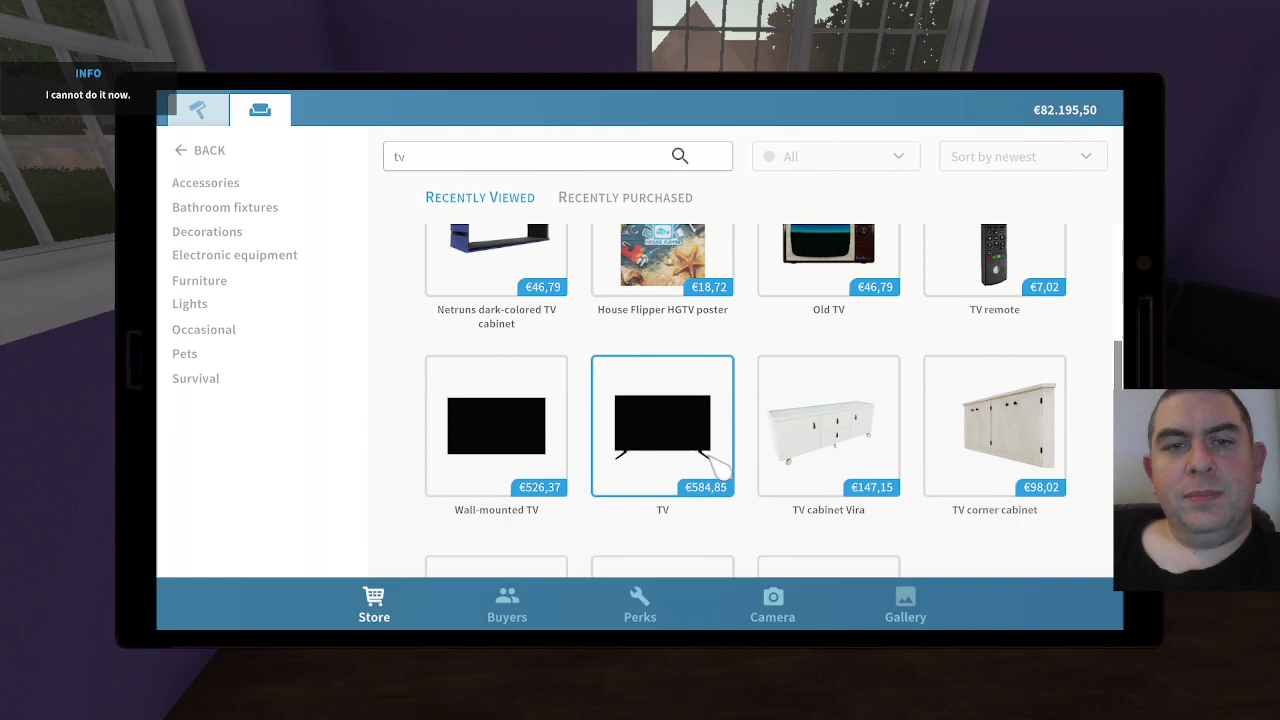 INFO
I cannot do it now.
€82.195,50
BACK
tv
All
Sort by newest
Accessories
Bathroom fixtures
Decorations
Electronic equipment
Furniture
Lights
Occasional
Pets
Survival
RECENTLY VIEWED
RECENTLY PURCHASED
€46,79
€18,72
€46,79
€7,02
Netruns dark-colored TV
cabinet
House Flipper HGTV poster
Old TV
TV remote
€526,37
€584,85
€147,15
€98,02
Wall-mounted TV
TV
TV cabinet Vira
TV corner cabinet
Store
Buyers
Perks
Camera
Gallery